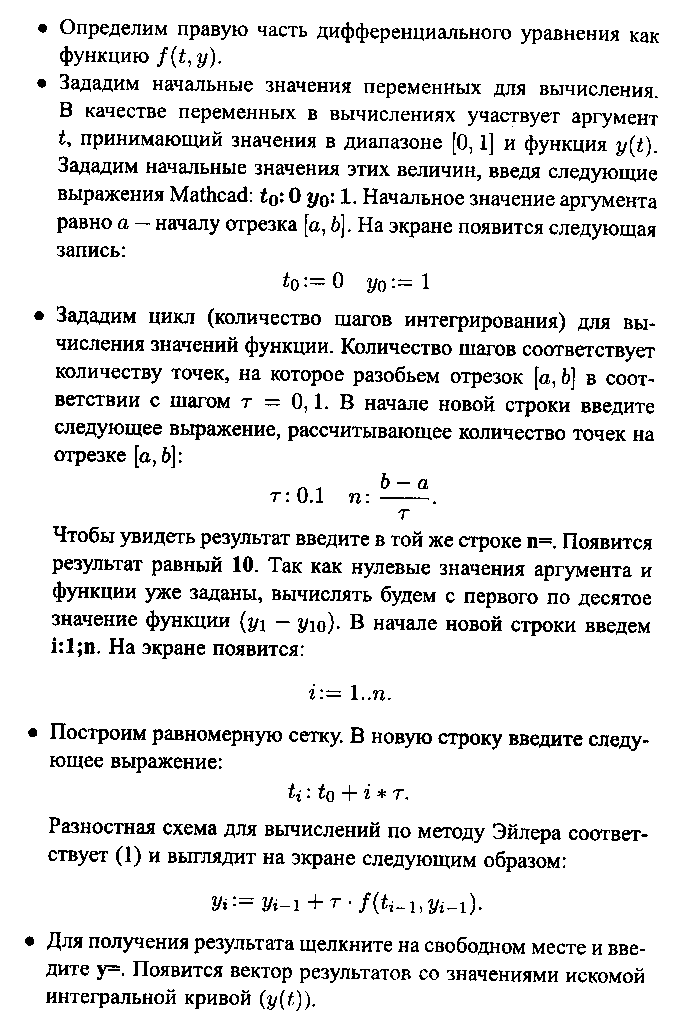 • Определим правую часть дифференциального уравнения как
функцию f(t, y).
• Зададим начальные значения переменных для вычисления.
В качестве переменных в вычислениях участвует аргумент
t, принимающий значения в диапазоне [0, 1] и функция y(t).
Зададим начальные значения этих величин, введя следующие
выражения Mathcad: t₀: 0 y₀: 1. Начальное значение аргумента
равно a — началу отрезка [a, b]. На экране появится следующая
запись:
t₀ := 0 y₀ := 1
• Зададим цикл (количество шагов интегрирования) для вы-
числения значений функции. Количество шагов соответствует
количеству точек, на которое разобьем отрезок [a, b] в соот-
ветствии с шагом τ = 0, 1. В начале новой строки введите
следующее выражение, рассчитывающее количество точек на
отрезке [a, b]:
τ: 0.1 n: (b − a)/τ.
Чтобы увидеть результат введите в той же строке n=. Появится
результат равный 10. Так как нулевые значения аргумента и
функции уже заданы, вычислять будем с первого по десятое
значение функции (y₁ − y₁₀). В начале новой строки введем
i:1;n. На экране появится:
i := 1..n.
• Построим равномерную сетку. В новую строку введите следу-
ющее выражение:
tᵢ : t₀ + i * τ.
Разностная схема для вычислений по методу Эйлера соответ-
ствует (1) и выглядит на экране следующим образом:
yᵢ := yᵢ₋₁ + τ · f(tᵢ₋₁, yᵢ₋₁).
• Для получения результата щелкните на свободном месте и вве-
дите y=. Появится вектор результатов со значениями искомой
интегральной кривой (y(t)).